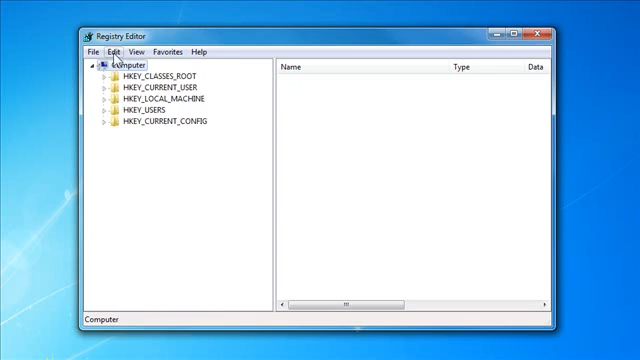 Registry Editor
File Edit View Favorites Help
Computer
HKEY_CLASSES_ROOT
HKEY_CURRENT_USER
HKEY_LOCAL_MACHINE
HKEY_USERS
HKEY_CURRENT_CONFIG
Name Type Data
Computer